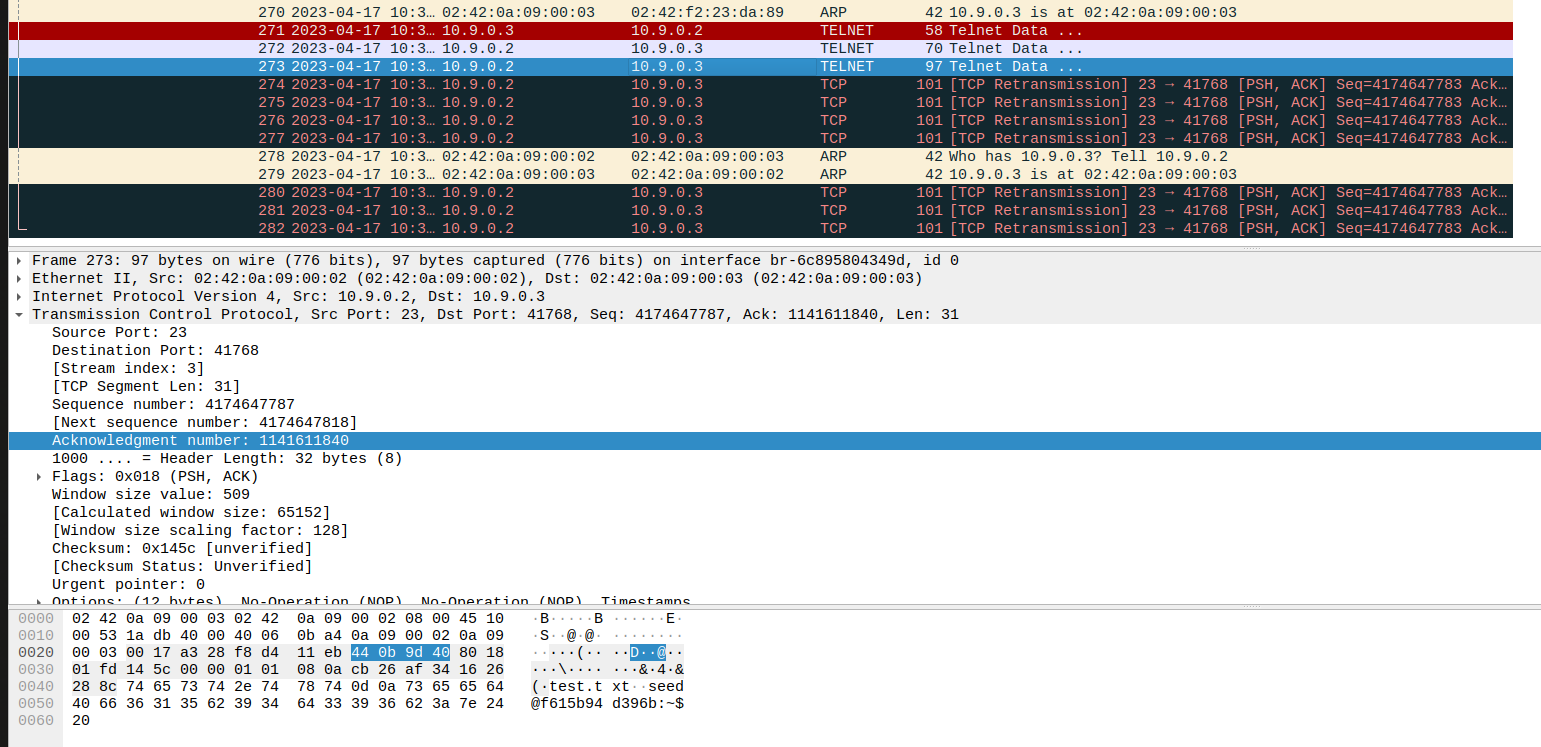 270 2023-04-17 10:3… 02:42:0a:09:00:03 02:42:f2:23:da:89 ARP 42 10.9.0.3 is at 02:42:0a:09:00:03
271 2023-04-17 10:3… 10.9.0.3 10.9.0.2 TELNET 58 Telnet Data ...
272 2023-04-17 10:3… 10.9.0.2 10.9.0.3 TELNET 70 Telnet Data ...
273 2023-04-17 10:3… 10.9.0.2 10.9.0.3 TELNET 97 Telnet Data ...
274 2023-04-17 10:3… 10.9.0.2 10.9.0.3 TCP 101 [TCP Retransmission] 23 → 41768 [PSH, ACK] Seq=4174647783 Ack…
275 2023-04-17 10:3… 10.9.0.2 10.9.0.3 TCP 101 [TCP Retransmission] 23 → 41768 [PSH, ACK] Seq=4174647783 Ack…
276 2023-04-17 10:3… 10.9.0.2 10.9.0.3 TCP 101 [TCP Retransmission] 23 → 41768 [PSH, ACK] Seq=4174647783 Ack…
277 2023-04-17 10:3… 10.9.0.2 10.9.0.3 TCP 101 [TCP Retransmission] 23 → 41768 [PSH, ACK] Seq=4174647783 Ack…
278 2023-04-17 10:3… 02:42:0a:09:00:02 02:42:0a:09:00:03 ARP 42 Who has 10.9.0.3? Tell 10.9.0.2
279 2023-04-17 10:3… 02:42:0a:09:00:03 02:42:0a:09:00:02 ARP 42 10.9.0.3 is at 02:42:0a:09:00:03
280 2023-04-17 10:3… 10.9.0.2 10.9.0.3 TCP 101 [TCP Retransmission] 23 → 41768 [PSH, ACK] Seq=4174647783 Ack…
281 2023-04-17 10:3… 10.9.0.2 10.9.0.3 TCP 101 [TCP Retransmission] 23 → 41768 [PSH, ACK] Seq=4174647783 Ack…
282 2023-04-17 10:3… 10.9.0.2 10.9.0.3 TCP 101 [TCP Retransmission] 23 → 41768 [PSH, ACK] Seq=4174647783 Ack…
Frame 273: 97 bytes on wire (776 bits), 97 bytes captured (776 bits) on interface br-6c895804349d, id 0
Ethernet II, Src: 02:42:0a:09:00:02 (02:42:0a:09:00:02), Dst: 02:42:0a:09:00:03 (02:42:0a:09:00:03)
Internet Protocol Version 4, Src: 10.9.0.2, Dst: 10.9.0.3
Transmission Control Protocol, Src Port: 23, Dst Port: 41768, Seq: 4174647787, Ack: 1141611840, Len: 31
Source Port: 23
Destination Port: 41768
[Stream index: 3]
[TCP Segment Len: 31]
Sequence number: 4174647787
[Next sequence number: 4174647818]
Acknowledgment number: 1141611840
1000 .... = Header Length: 32 bytes (8)
Flags: 0x018 (PSH, ACK)
Window size value: 509
[Calculated window size: 65152]
[Window size scaling factor: 128]
Checksum: 0x145c [unverified]
[Checksum Status: Unverified]
Urgent pointer: 0
Options: (12 bytes), No-Operation (NOP), No-Operation (NOP), Timestamps
0000 02 42 0a 09 00 03 02 42 0a 09 00 02 08 00 45 10 ·B·····B ······E·
0010 00 53 1a db 40 00 40 06 0b a4 0a 09 00 02 0a 09 ·S··@·@· ········
0020 00 03 00 17 a3 28 f8 d4 11 eb 44 0b 9d 40 80 18 ·····(·· ··D··@··
0030 01 fd 14 5c 00 00 01 01 08 0a cb 26 af 34 16 26 ···\···· ···&·4·&
0040 28 8c 74 65 73 74 2e 74 78 74 0d 0a 73 65 65 64 (·test.t xt··seed
0050 40 66 36 31 35 62 39 34 64 33 39 36 62 3a 7e 24 @f615b94 d396b:~$
0060 20